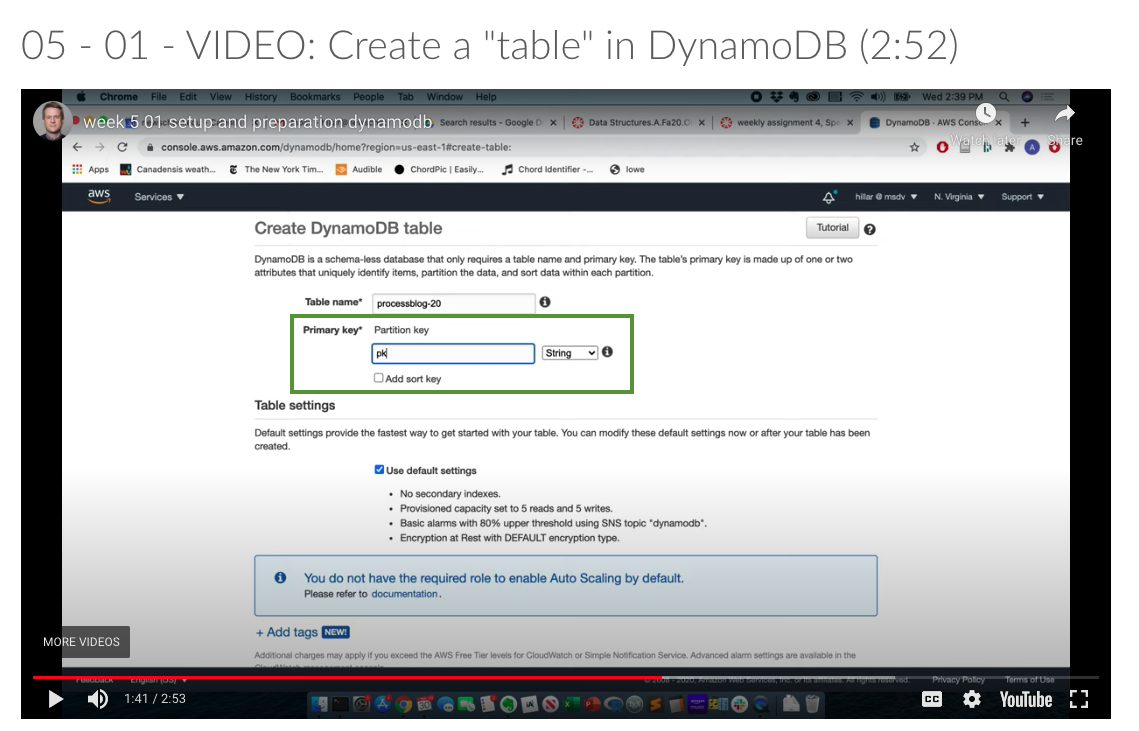 05 - 01 - VIDEO: Create a "table" in DynamoDB (2:52)
Chrome File Edit View History Bookmarks People Tab Window Help Wed 2:39 PM
week 5 01 setup and preparation dynamodb
Search results - Google D Data Structures.A.Fa20.O weekly assignment 4, Spe DynamoDB · AWS Cons
Watch later Share
console.aws.amazon.com/dynamodb/home?region=us-east-1#create-table:
Apps Canadensis weath... The New York Tim... Audible ChordPic | Easily... Chord Identifier -... lowe
aws Services hillar @ msdv N. Virginia Support
Create DynamoDB table Tutorial
DynamoDB is a schema-less database that only requires a table name and primary key. The table's primary key is made up of one or two
attributes that uniquely identify items, partition the data, and sort data within each partition.
Table name* processblog-20
Primary key* Partition key
pk String
Add sort key
Table settings
Default settings provide the fastest way to get started with your table. You can modify these default settings now or after your table has been
created.
Use default settings
• No secondary indexes.
• Provisioned capacity set to 5 reads and 5 writes.
• Basic alarms with 80% upper threshold using SNS topic "dynamodb".
• Encryption at Rest with DEFAULT encryption type.
You do not have the required role to enable Auto Scaling by default.
Please refer to documentation.
MORE VIDEOS
+ Add tags NEW!
Additional charges may apply if you exceed the AWS Free Tier levels for CloudWatch or Simple Notification Service. Advanced alarm settings are available in the
CloudWatch management console.
Feedback English (US) Privacy Policy Terms of Use
1:41 / 2:53 CC YouTube